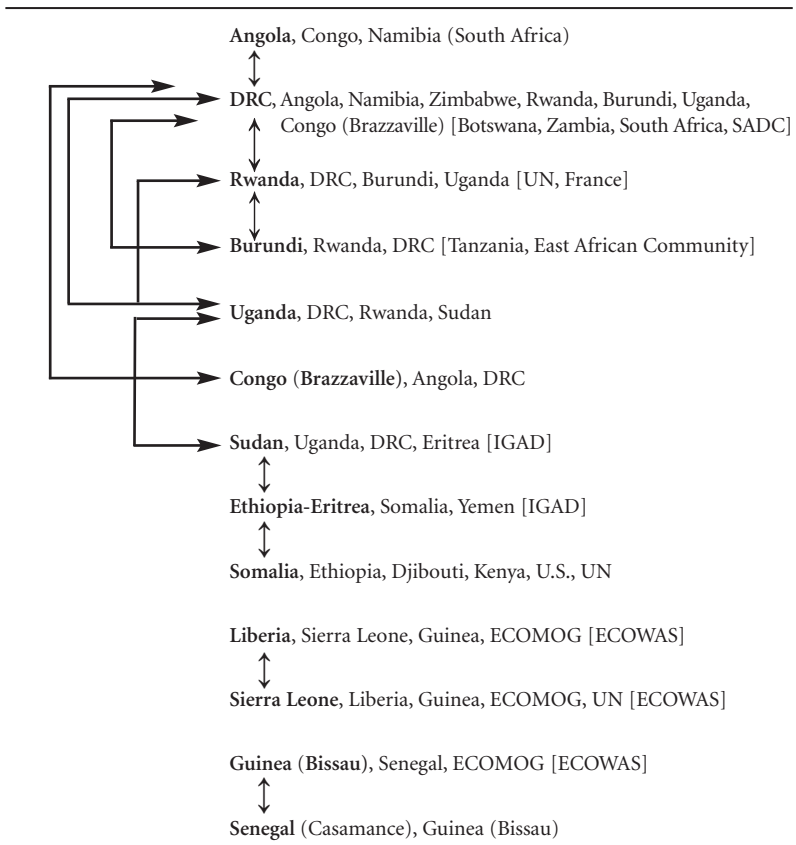 Angola, Congo, Namibia (South Africa)
DRC, Angola, Namibia, Zimbabwe, Rwanda, Burundi, Uganda,
Congo (Brazzaville) [Botswana, Zambia, South Africa, SADC]
Rwanda, DRC, Burundi, Uganda [UN, France]
Burundi, Rwanda, DRC [Tanzania, East African Community]
Uganda, DRC, Rwanda, Sudan
Congo (Brazzaville), Angola, DRC
Sudan, Uganda, DRC, Eritrea [IGAD]
Ethiopia-Eritrea, Somalia, Yemen [IGAD]
Somalia, Ethiopia, Djibouti, Kenya, U.S., UN
Liberia, Sierra Leone, Guinea, ECOMOG [ECOWAS]
Sierra Leone, Liberia, Guinea, ECOMOG, UN [ECOWAS]
Guinea (Bissau), Senegal, ECOMOG [ECOWAS]
Senegal (Casamance), Guinea (Bissau)